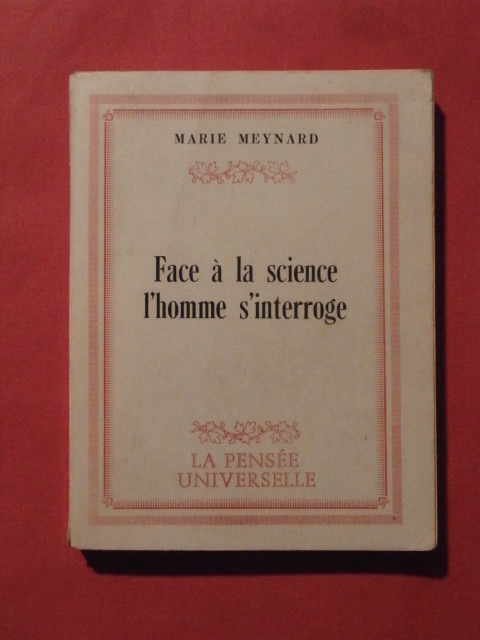 MARIE MEYNARD
Face à la science
l'homme s'interroge
LA PENSÉE
UNIVERSELLE